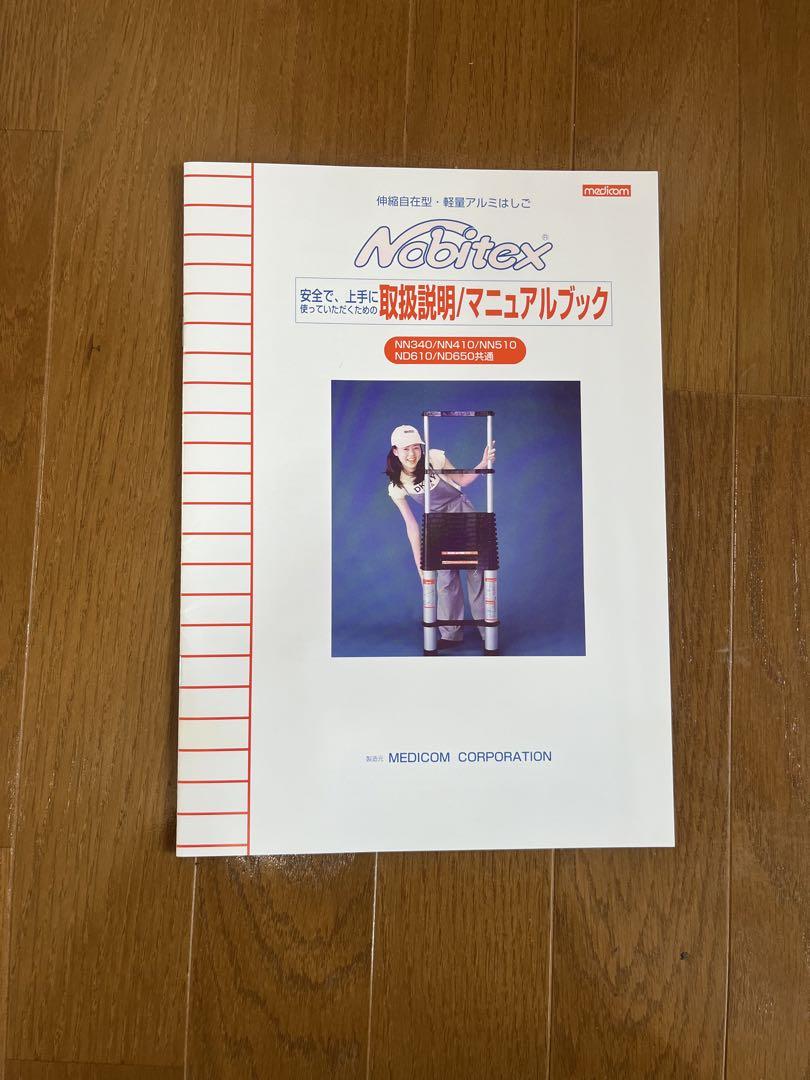 medicom
伸縮自在型・軽量アルミはしご
Nobitex®
安全で、上手に
使っていただくための
取扱説明/マニュアルブック
NN340/NN410/NN510
ND610/ND650共通
製造元 MEDICOM CORPORATION